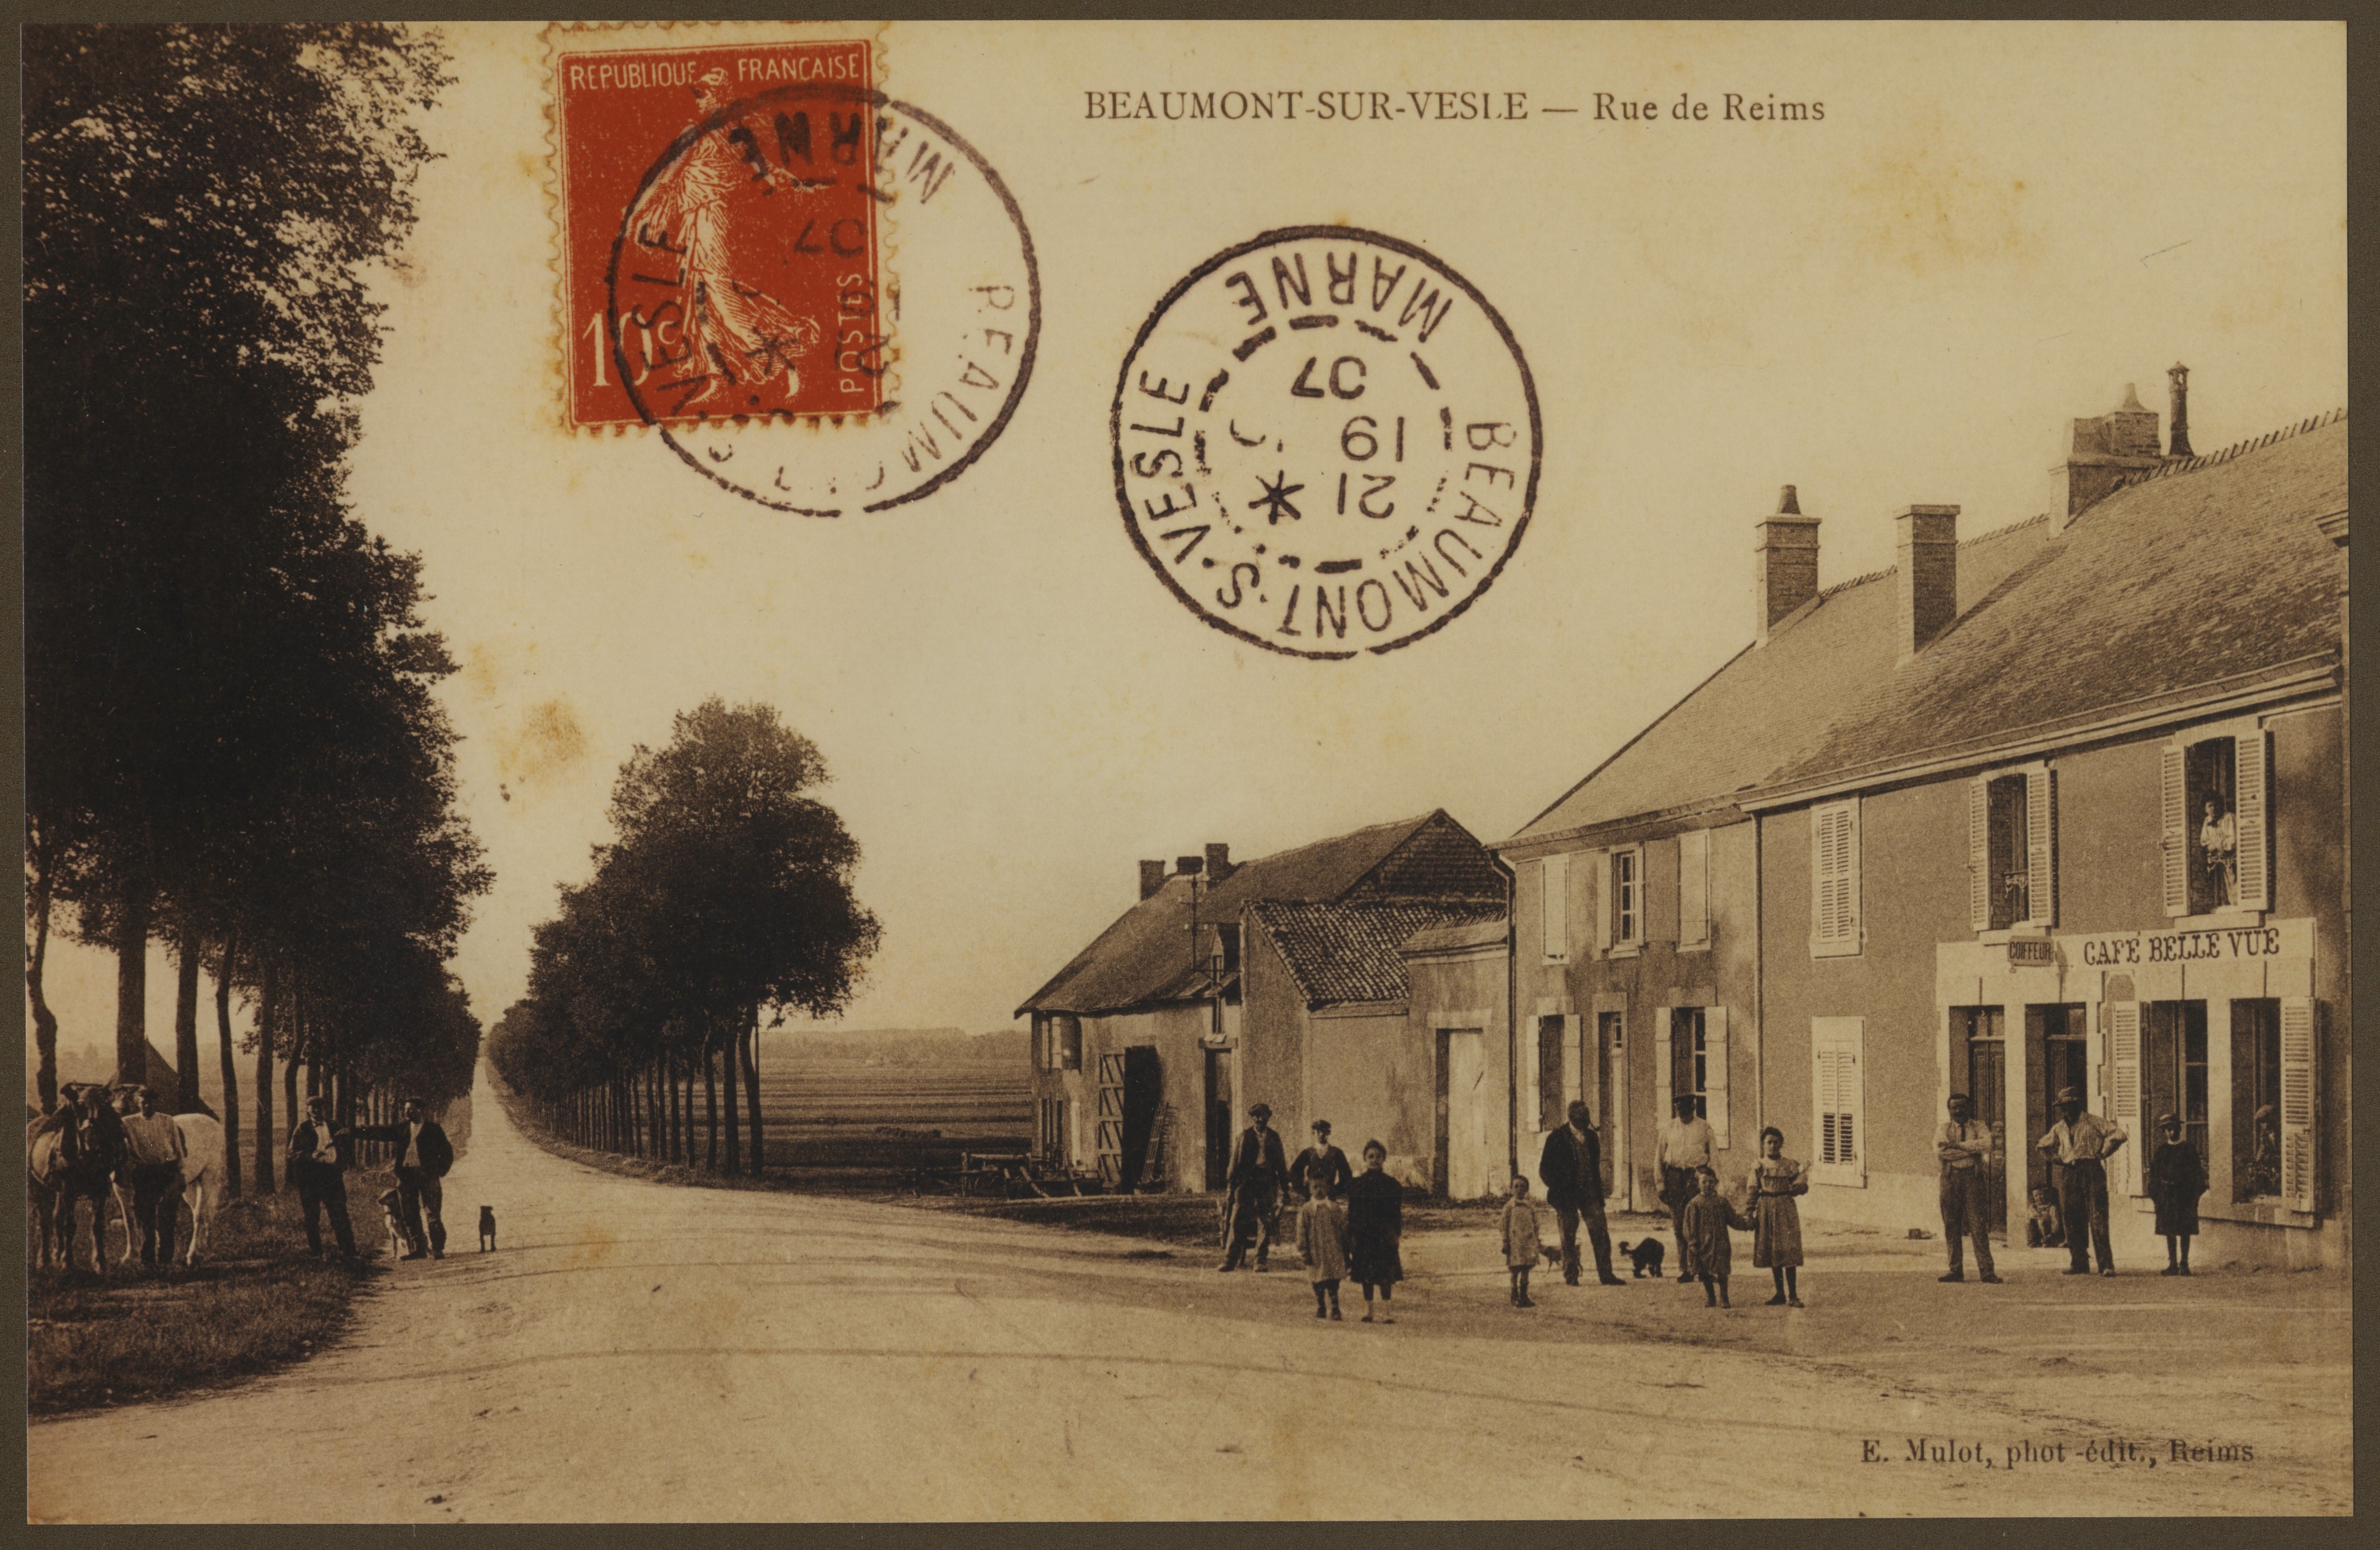 REPUBLIQUE FRANCAISE
10c
POSTES
MARNE
07
BEAUMONT S. VESLE
BEAUMONT-SUR-VESLE — Rue de Reims
BEAUMONT.S.VESLE
*
21
19
07
MARNE
COIFFEUR
CAFÉ BELLE VUE
E. Mulot, phot-édit., Reims